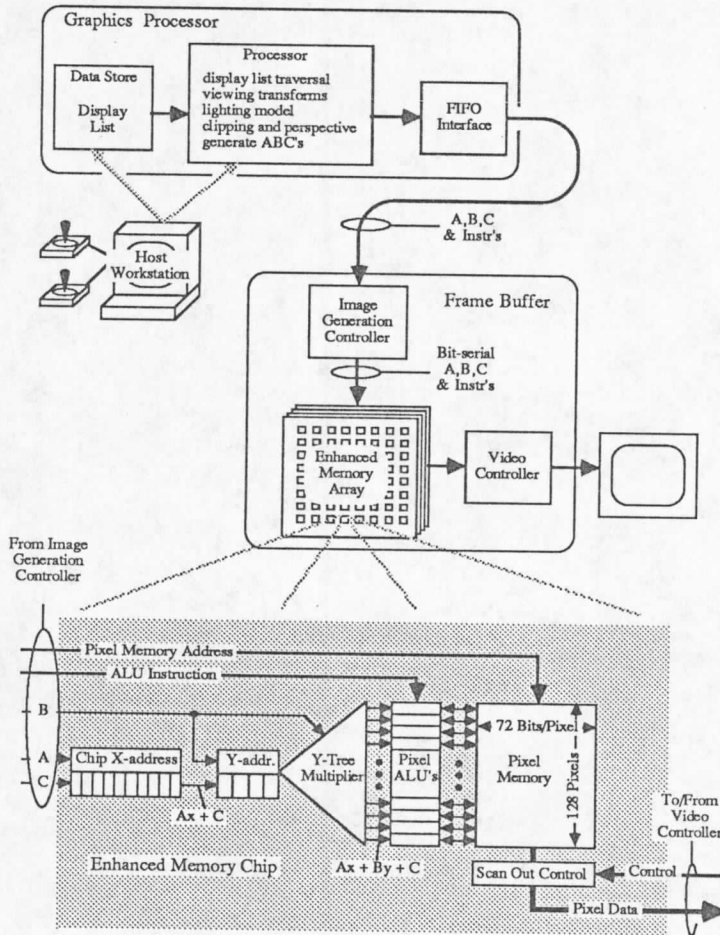 Graphics Processor
Data Store
Display
List
Processor
display list traversal
viewing transforms
lighting model
clipping and perspective
generate ABC's
FIFO
Interface
A,B,C
& Instr's
Host
Workstation
Frame Buffer
Image
Generation
Controller
Bit-serial
A,B,C
& Instr's
Enhanced
Memory
Array
Video
Controller
From Image
Generation
Controller
Pixel Memory Address
ALU Instruction
B
A
C
Chip X-address
Y-addr.
Ax + C
Y-Tree
Multiplier
Pixel
ALU's
72 Bits/Pixel
Pixel
Memory
128 Pixels
Ax + By + C
Enhanced Memory Chip
To/From
Video
Controller
Scan Out Control
Control
Pixel Data